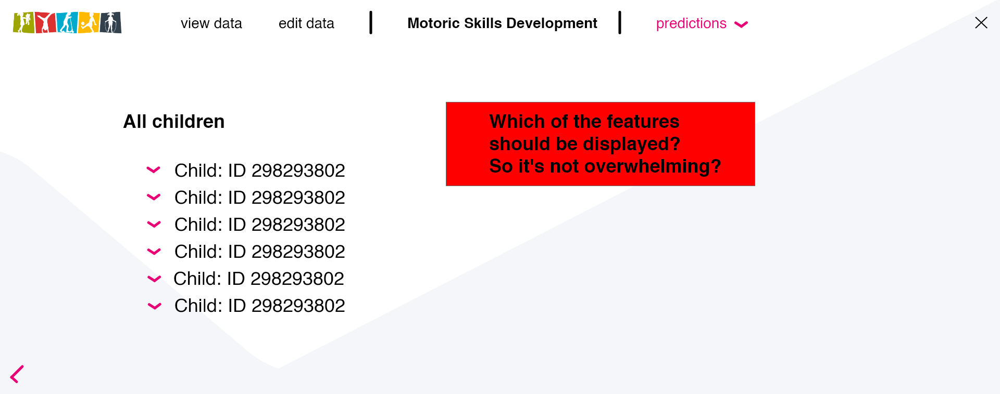 view data
edit data
Motoric Skills Development
predictions
All children
Which of the features
should be displayed?
So it's not overwhelming?
Child: ID 298293802
Child: ID 298293802
Child: ID 298293802
Child: ID 298293802
Child: ID 298293802
Child: ID 298293802